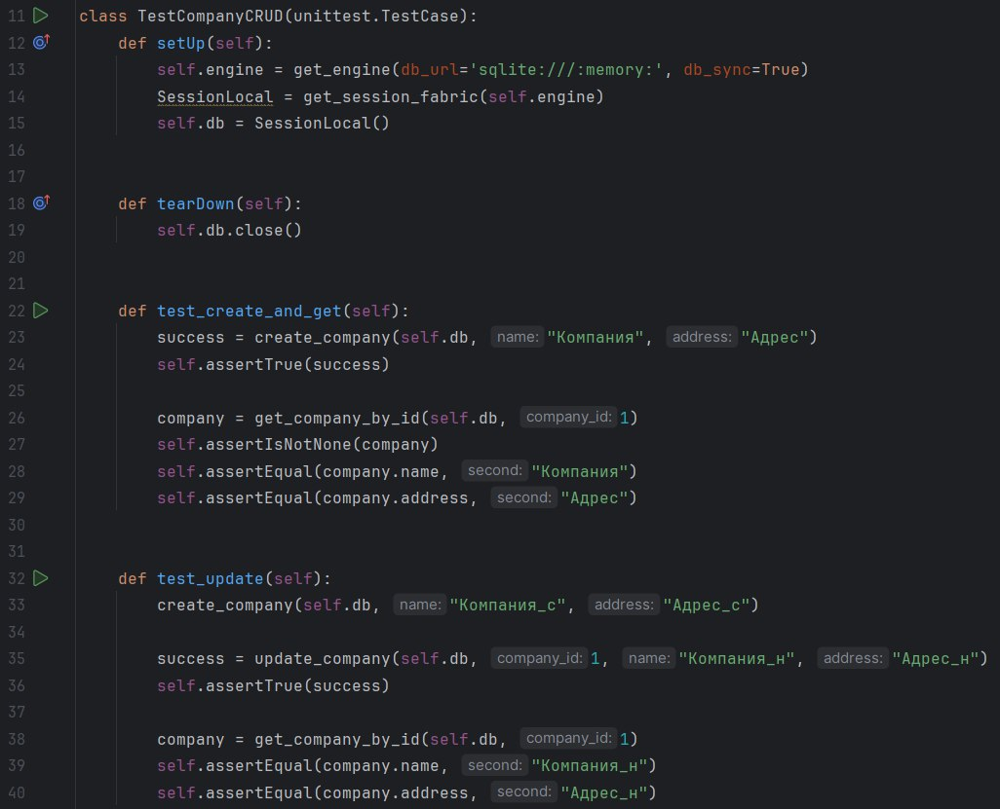 11 class TestCompanyCRUD(unittest.TestCase):
12     def setUp(self):
13         self.engine = get_engine(db_url='sqlite:///:memory:', db_sync=True)
14         SessionLocal = get_session_fabric(self.engine)
15         self.db = SessionLocal()
16
17
18     def tearDown(self):
19         self.db.close()
20
21
22     def test_create_and_get(self):
23         success = create_company(self.db, name: "Компания", address: "Адрес")
24         self.assertTrue(success)
25
26         company = get_company_by_id(self.db, company_id: 1)
27         self.assertIsNotNone(company)
28         self.assertEqual(company.name, second: "Компания")
29         self.assertEqual(company.address, second: "Адрес")
30
31
32     def test_update(self):
33         create_company(self.db, name: "Компания_с", address: "Адрес_с")
34
35         success = update_company(self.db, company_id: 1, name: "Компания_н", address: "Адрес_н")
36         self.assertTrue(success)
37
38         company = get_company_by_id(self.db, company_id: 1)
39         self.assertEqual(company.name, second: "Компания_н")
40         self.assertEqual(company.address, second: "Адрес_н")